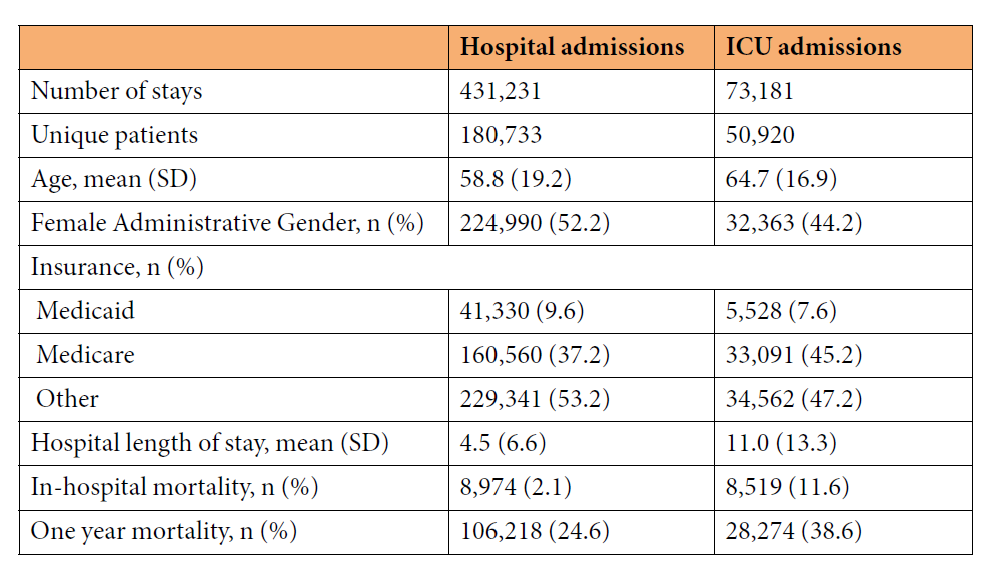 Hospital admissions ICU admissions
Number of stays 431,231 73,181
Unique patients 180,733 50,920
Age, mean (SD) 58.8 (19.2) 64.7 (16.9)
Female Administrative Gender, n (%) 224,990 (52.2) 32,363 (44.2)
Insurance, n (%)
Medicaid 41,330 (9.6) 5,528 (7.6)
Medicare 160,560 (37.2) 33,091 (45.2)
Other 229,341 (53.2) 34,562 (47.2)
Hospital length of stay, mean (SD) 4.5 (6.6) 11.0 (13.3)
In-hospital mortality, n (%) 8,974 (2.1) 8,519 (11.6)
One year mortality, n (%) 106,218 (24.6) 28,274 (38.6)